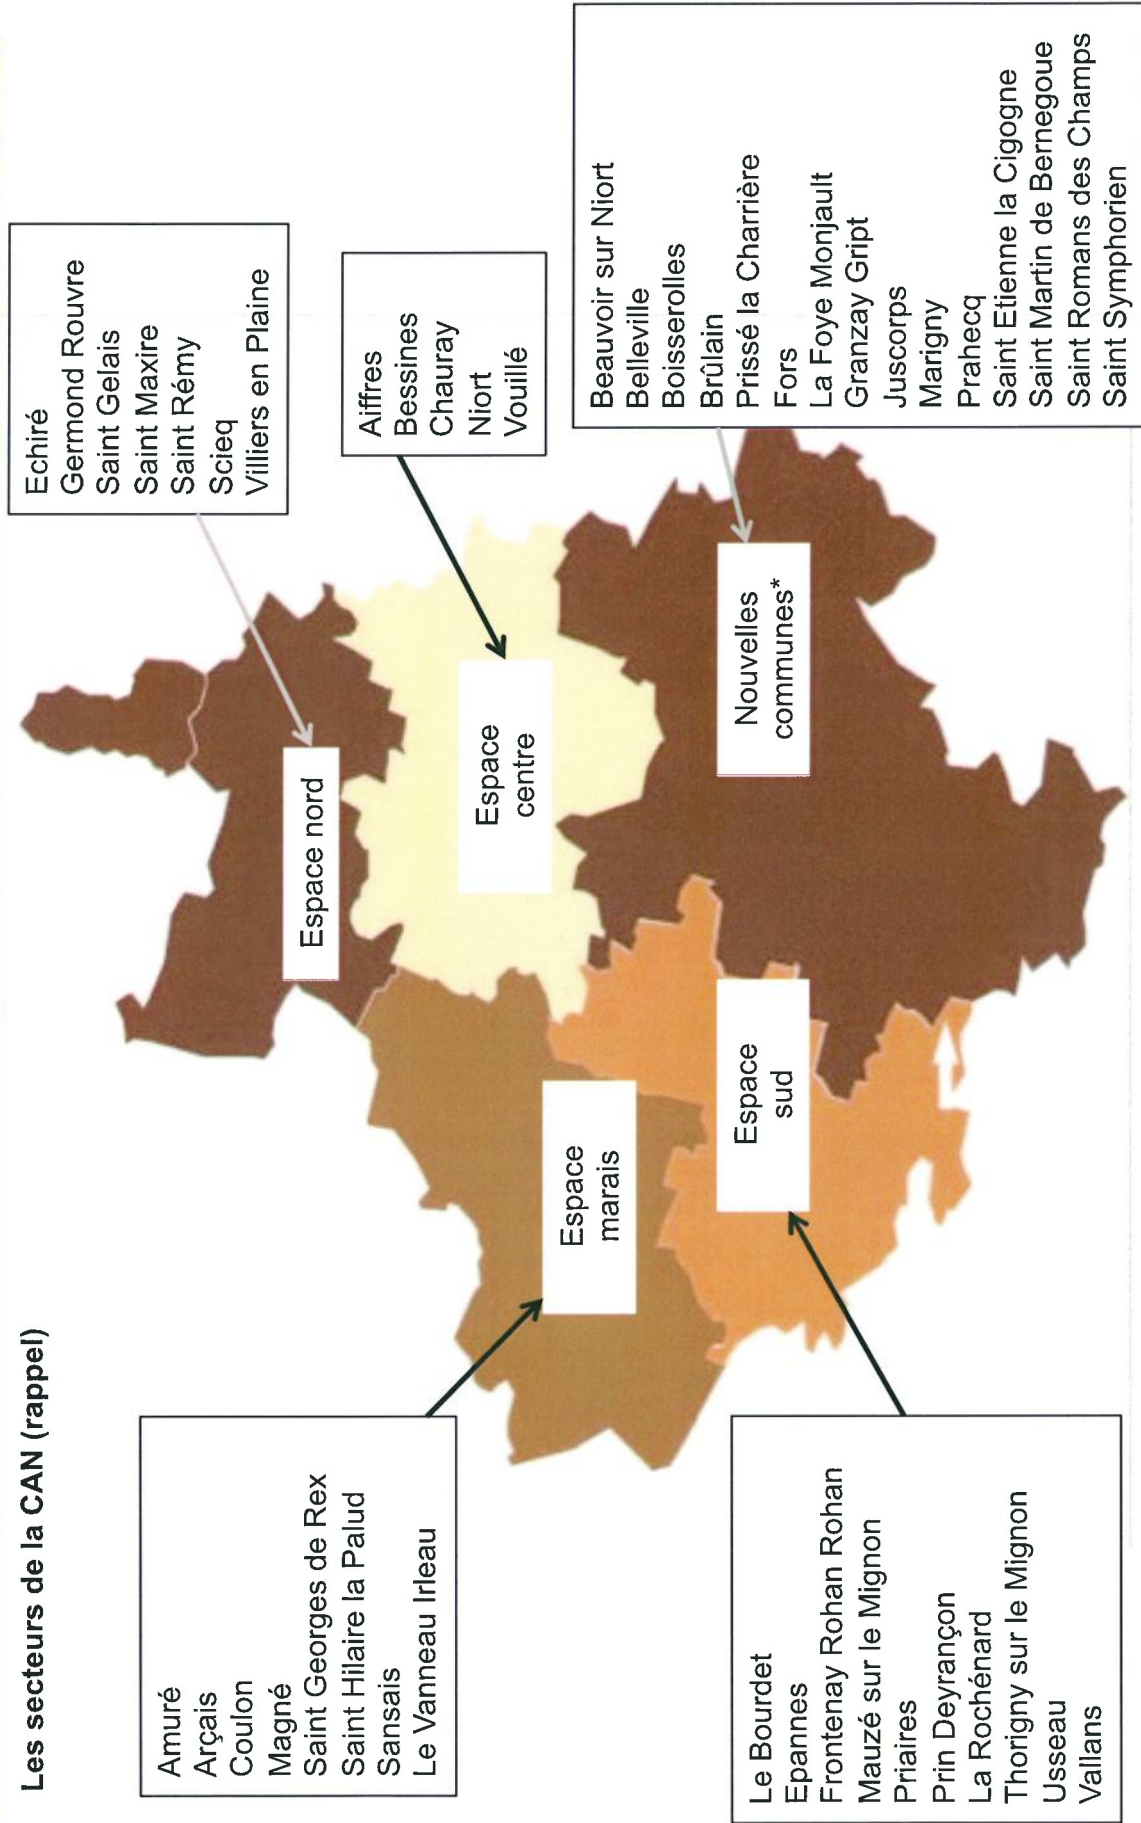 Les secteurs de la CAN (rappel)
Amuré
Arçais
Coulon
Magné
Saint Georges de Rex
Saint Hilaire la Palud
Sansais
Le Vanneau Irleau
Echiré
Germond Rouvre
Saint Gelais
Saint Maxire
Saint Rémy
Scieq
Villiers en Plaine
Aiffres
Bessines
Chauray
Niort
Vouillé
Espace nord
Espace
centre
Espace
marais
Espace
sud
Nouvelles
communes*
Le Bourdet
Epannes
Frontenay Rohan Rohan
Mauzé sur le Mignon
Priaires
Prin Deyrançon
La Rochénard
Thorigny sur le Mignon
Usseau
Vallans
Beauvoir sur Niort
Belleville
Boisserolles
Brûlain
Prissé la Charrière
Fors
La Foye Monjault
Granzay Gript
Juscorps
Marigny
Prahecq
Saint Etienne la Cigogne
Saint Martin de Bernegoue
Saint Romans des Champs
Saint Symphorien